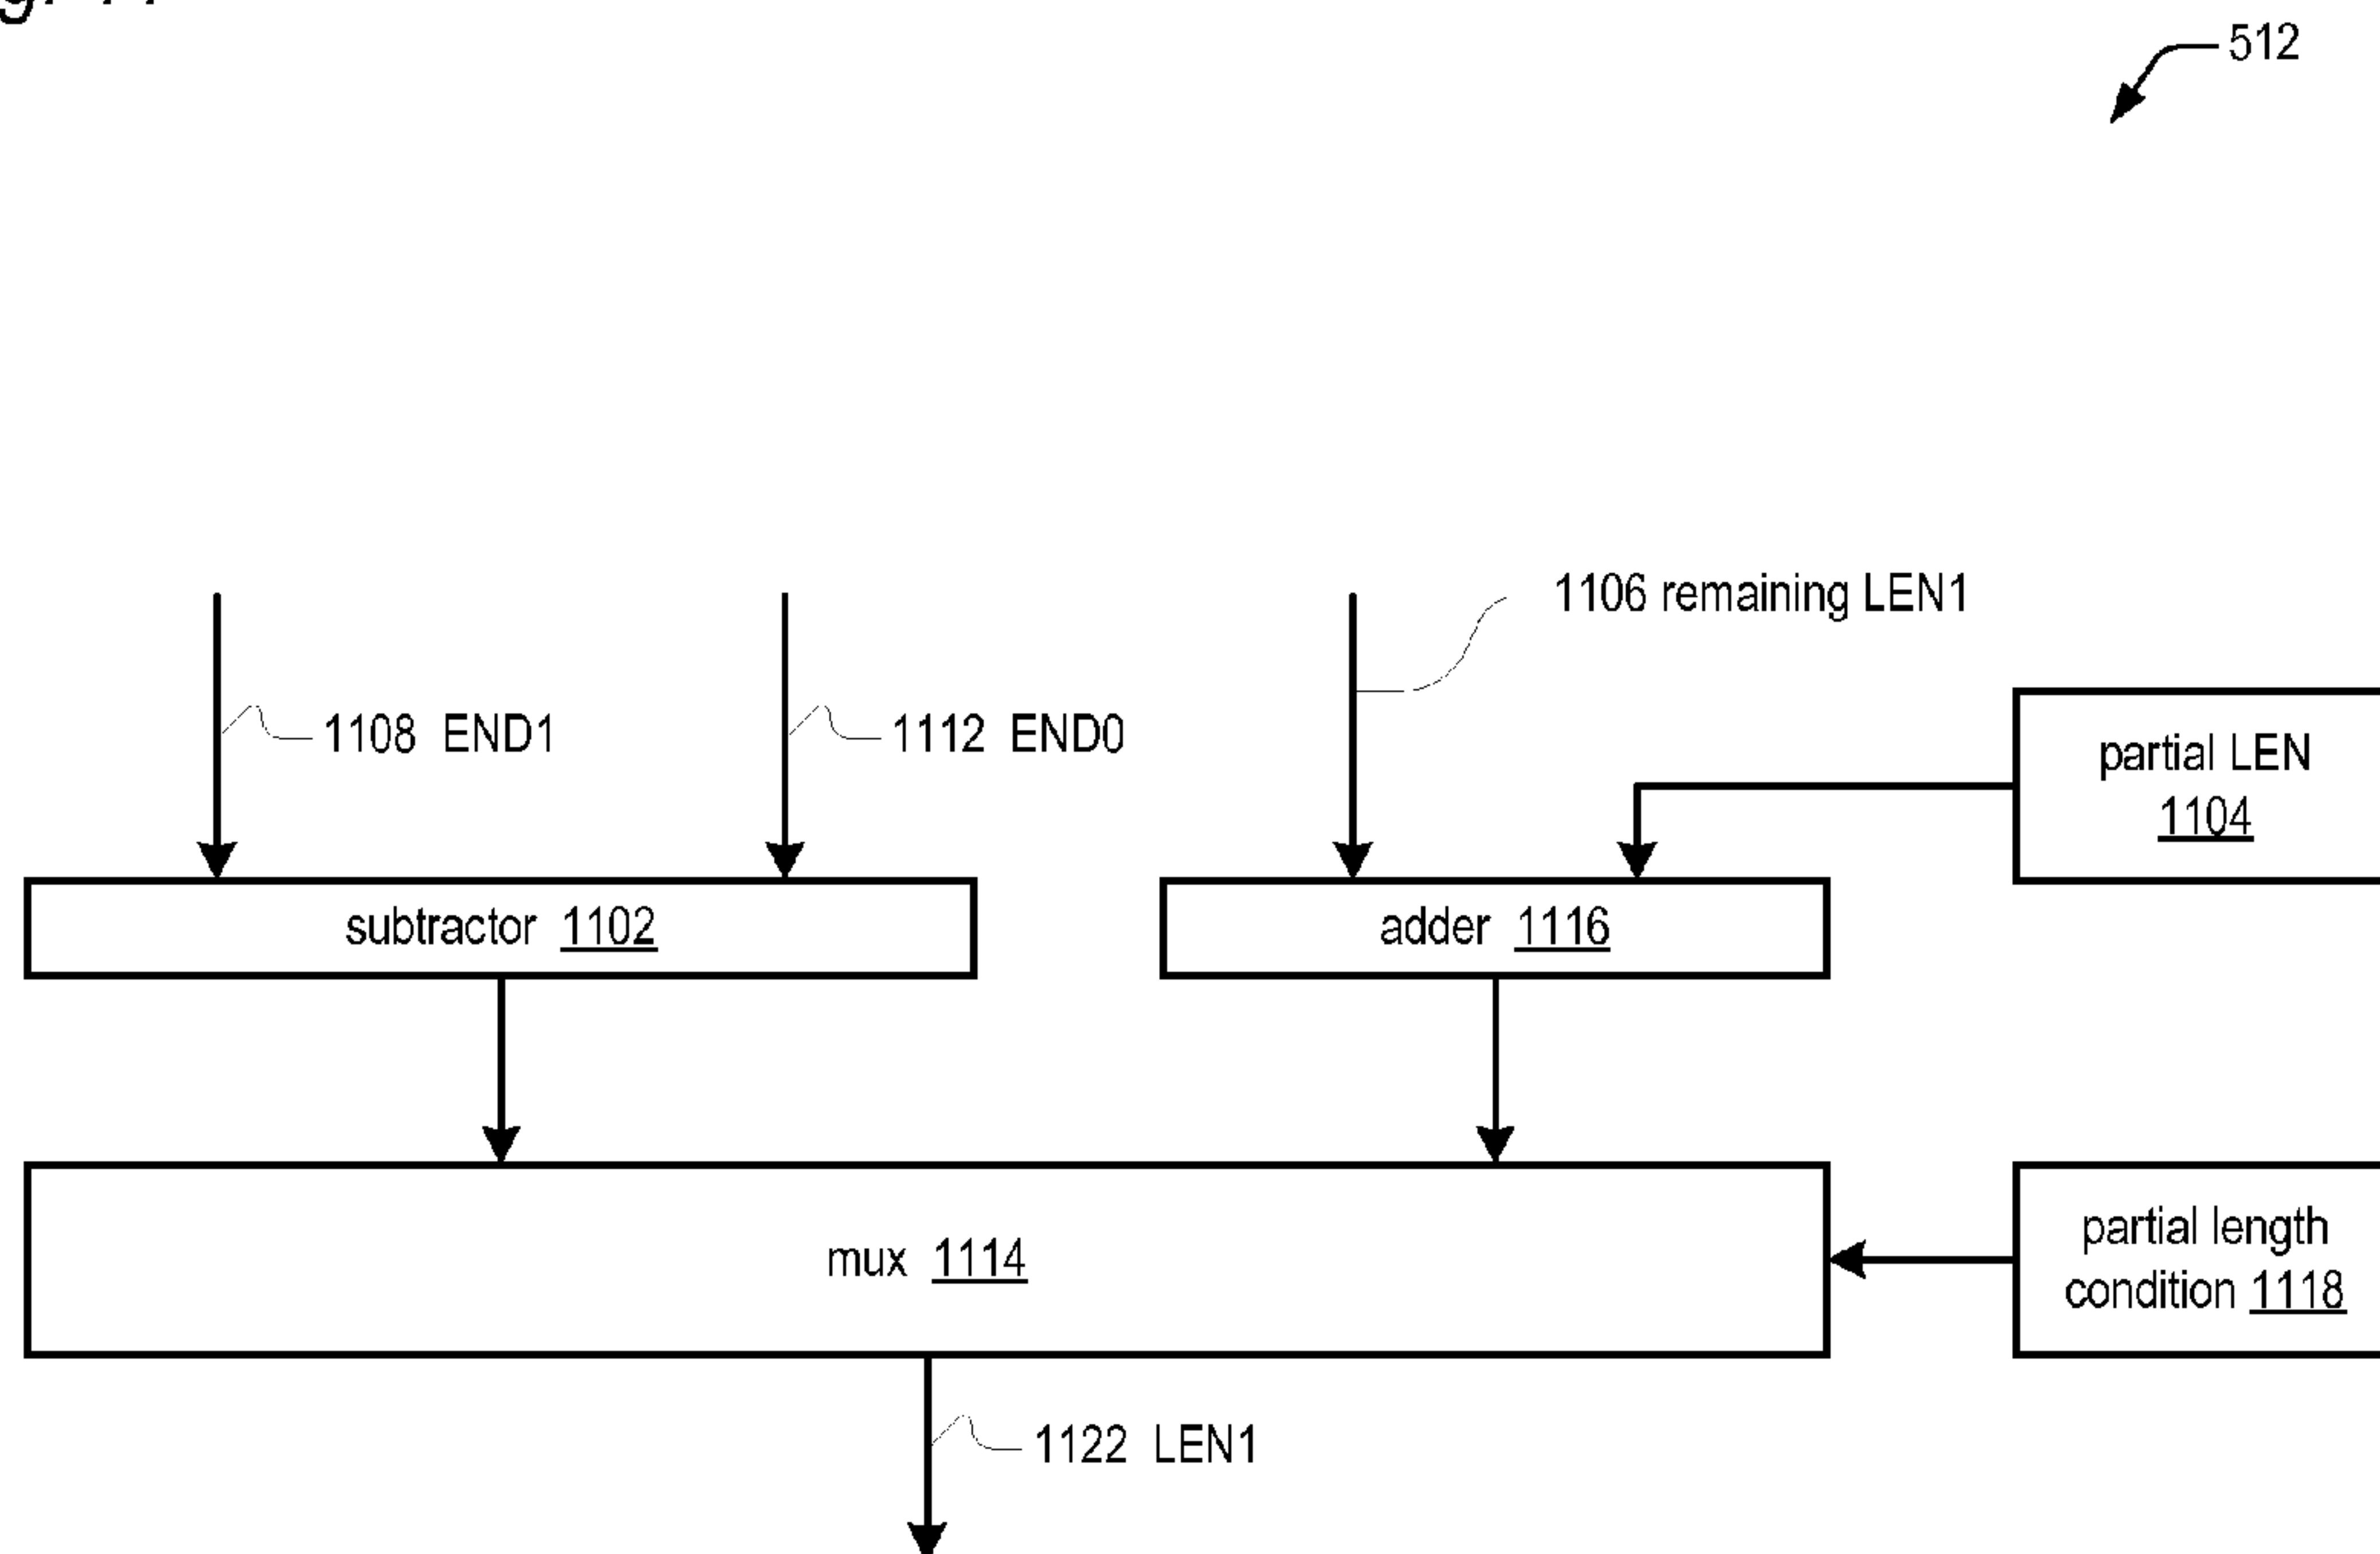 512
1106 remaining LEN1
1108 END1
1112 END0
partial LEN
1104
subtractor 1102
adder 1116
mux 1114
partial length
condition 1118
1122 LEN1